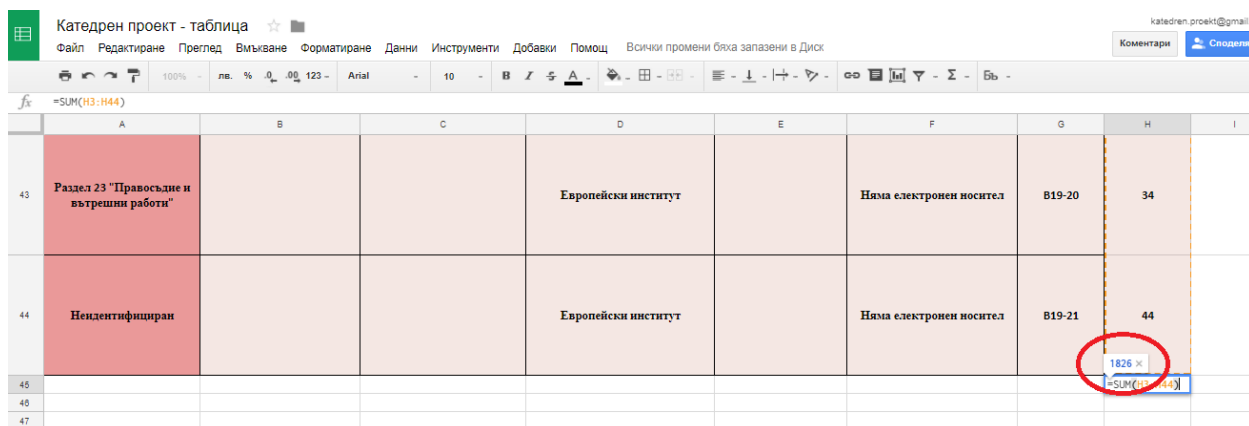 Катедрен проект - таблица
katedren.proekt@gmail
Файл Редактиране Преглед Вмъкване Форматиране Данни Инструменти Добавки Помощ Всички промени бяха запазени в Диск
Коментари Споделя
100% лв. % .0 .00 123 Arial 10 B I S A Σ Бь
fx =SUM(H3:H44)
A B C D E F G H I
43 Раздел 23 "Правосъдие и
вътрешни работи" Европейски институт Няма електронен носител B19-20 34
44 Неидентифициран Европейски институт Няма електронен носител B19-21 44
1826 ×
45 =SUM(H3:H44)
46
47